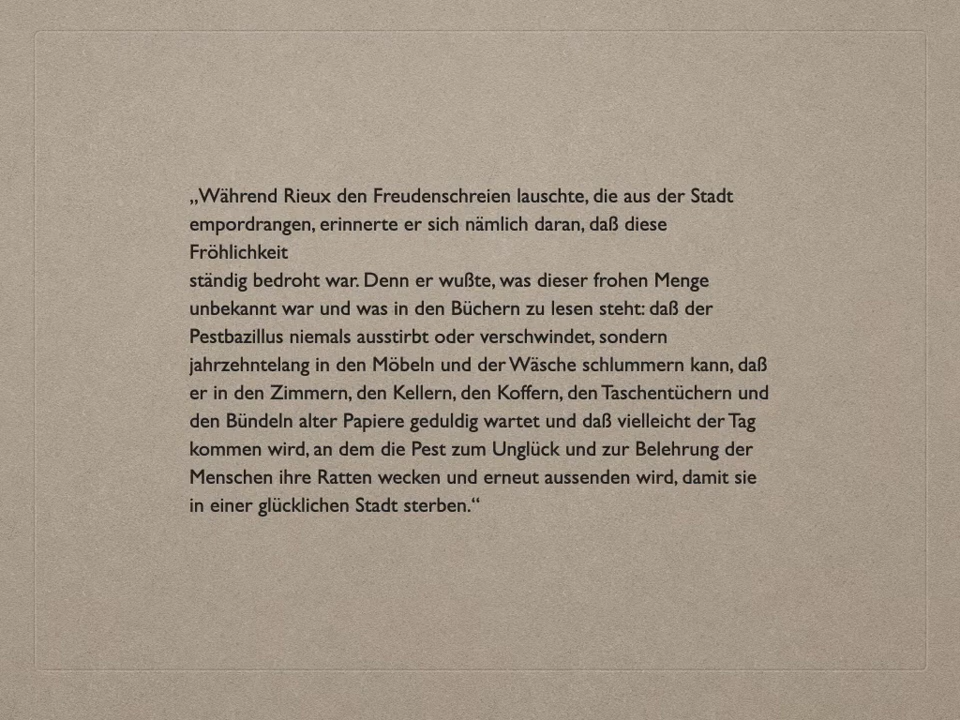 „Während Rieux den Freudenschreien lauschte, die aus der Stadt
empordrangen, erinnerte er sich nämlich daran, daß diese
Fröhlichkeit
ständig bedroht war. Denn er wußte, was dieser frohen Menge
unbekannt war und was in den Büchern zu lesen steht: daß der
Pestbazillus niemals ausstirbt oder verschwindet, sondern
jahrzehntelang in den Möbeln und der Wäsche schlummern kann, daß
er in den Zimmern, den Kellern, den Koffern, den Taschentüchern und
den Bündeln alter Papiere geduldig wartet und daß vielleicht der Tag
kommen wird, an dem die Pest zum Unglück und zur Belehrung der
Menschen ihre Ratten wecken und erneut aussenden wird, damit sie
in einer glücklichen Stadt sterben.“